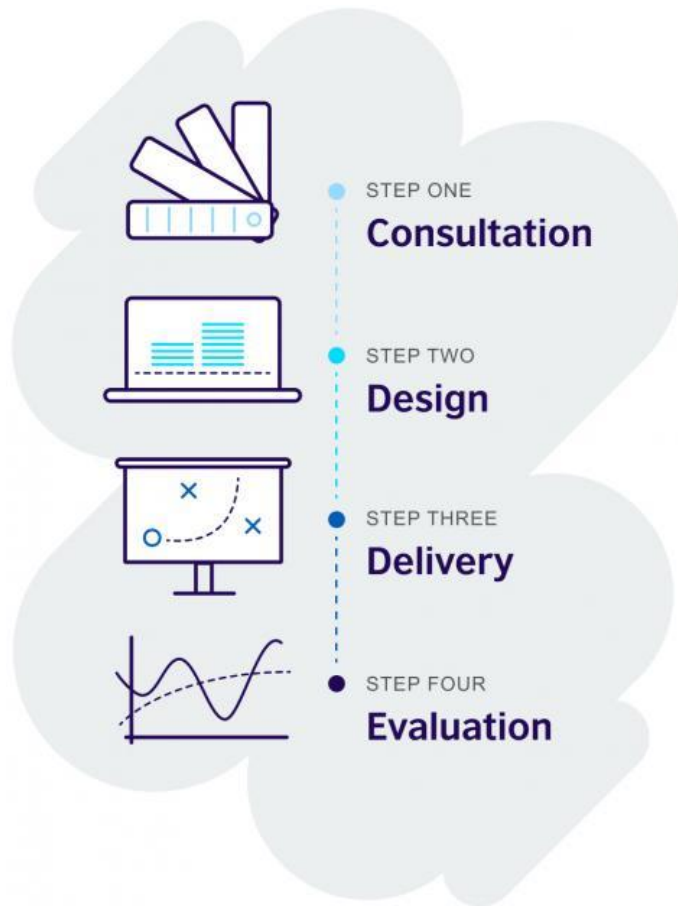 STEP ONE
Consultation
STEP TWO
Design
STEP THREE
Delivery
STEP FOUR
Evaluation